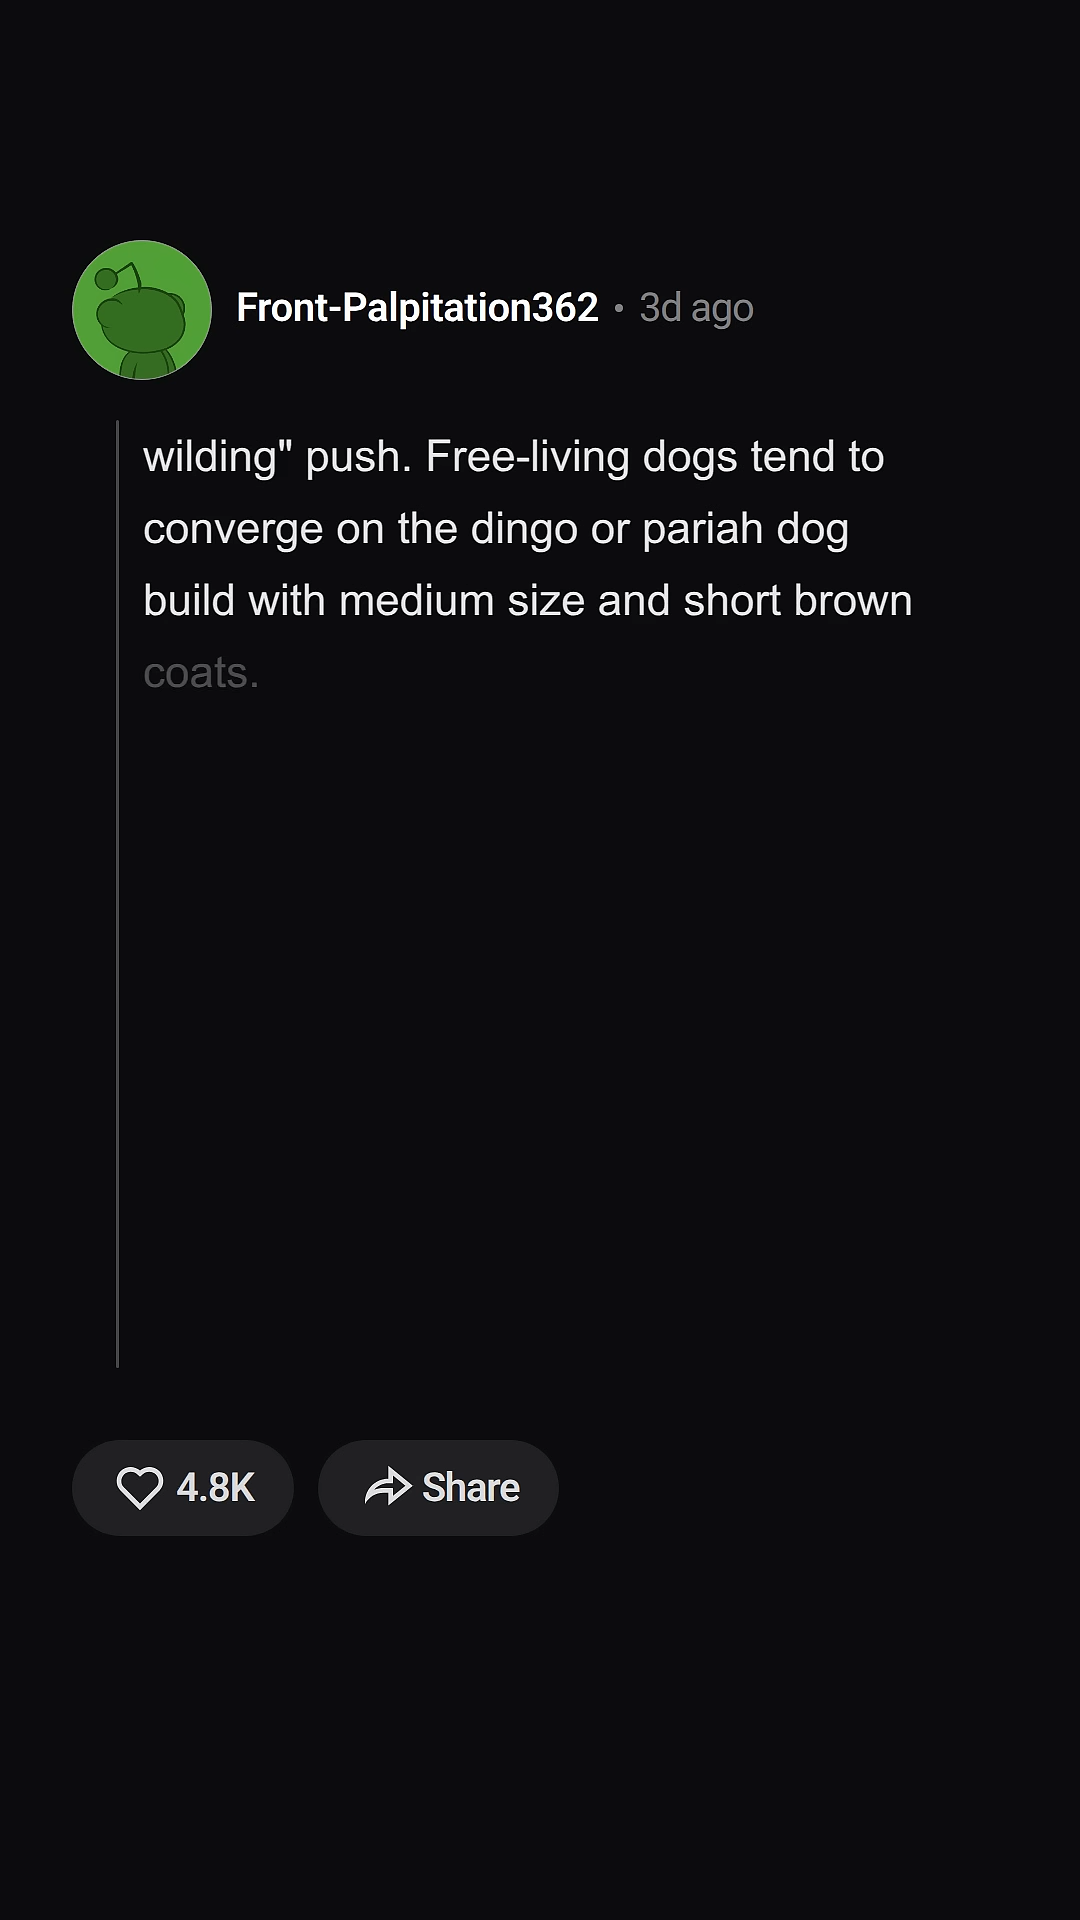 Front-Palpitation362 • 3d ago
wilding" push. Free-living dogs tend to
converge on the dingo or pariah dog
build with medium size and short brown
coats.
4.8K
Share